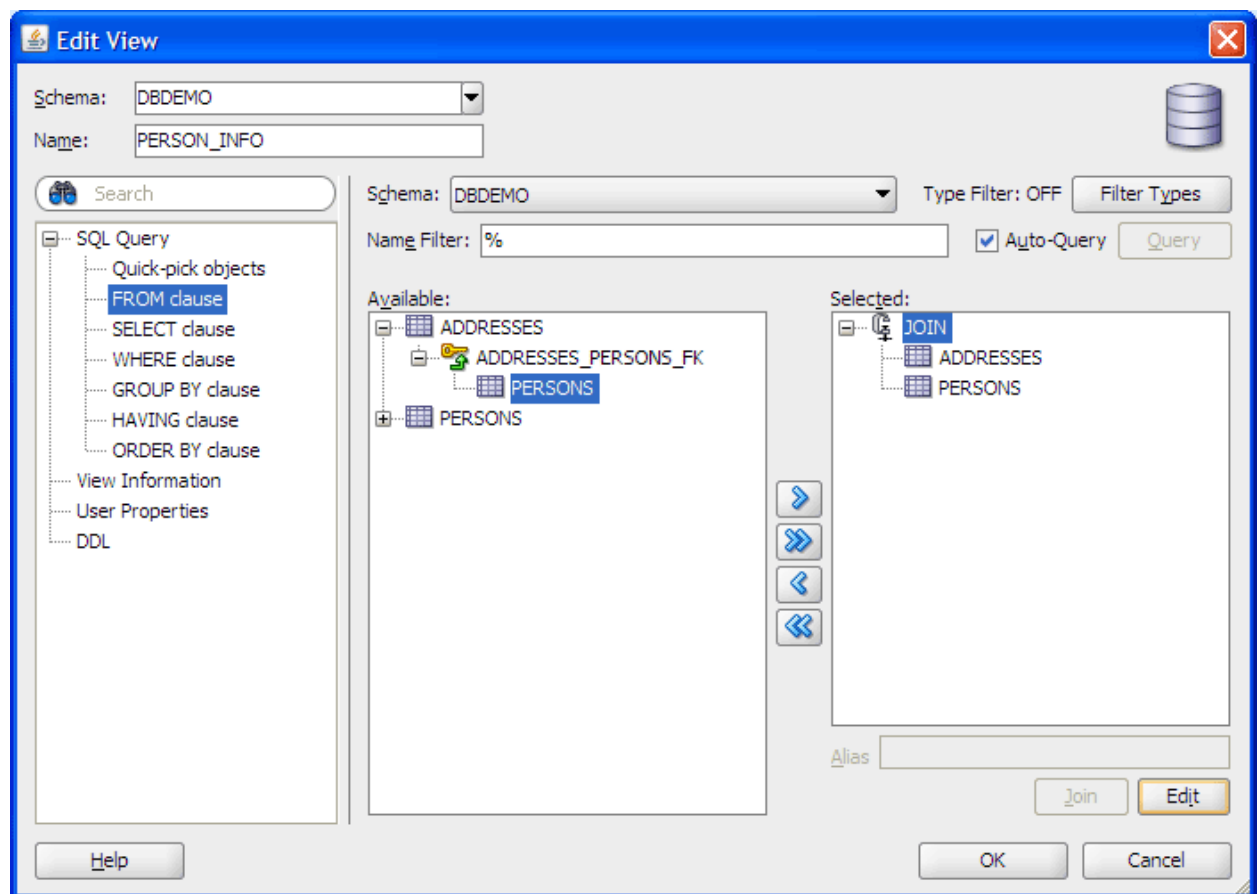 Edit View
Schema: DBDEMO
Name: PERSON_INFO
Search
SQL Query
Quick-pick objects
FROM clause
SELECT clause
WHERE clause
GROUP BY clause
HAVING clause
ORDER BY clause
View Information
User Properties
DDL
Schema: DBDEMO Type Filter: OFF Filter Types
Name Filter: % Auto-Query Query
Available:
ADDRESSES
ADDRESSES_PERSONS_FK
PERSONS
PERSONS
Selected:
JOIN
ADDRESSES
PERSONS
Alias
Join Edit
Help OK Cancel